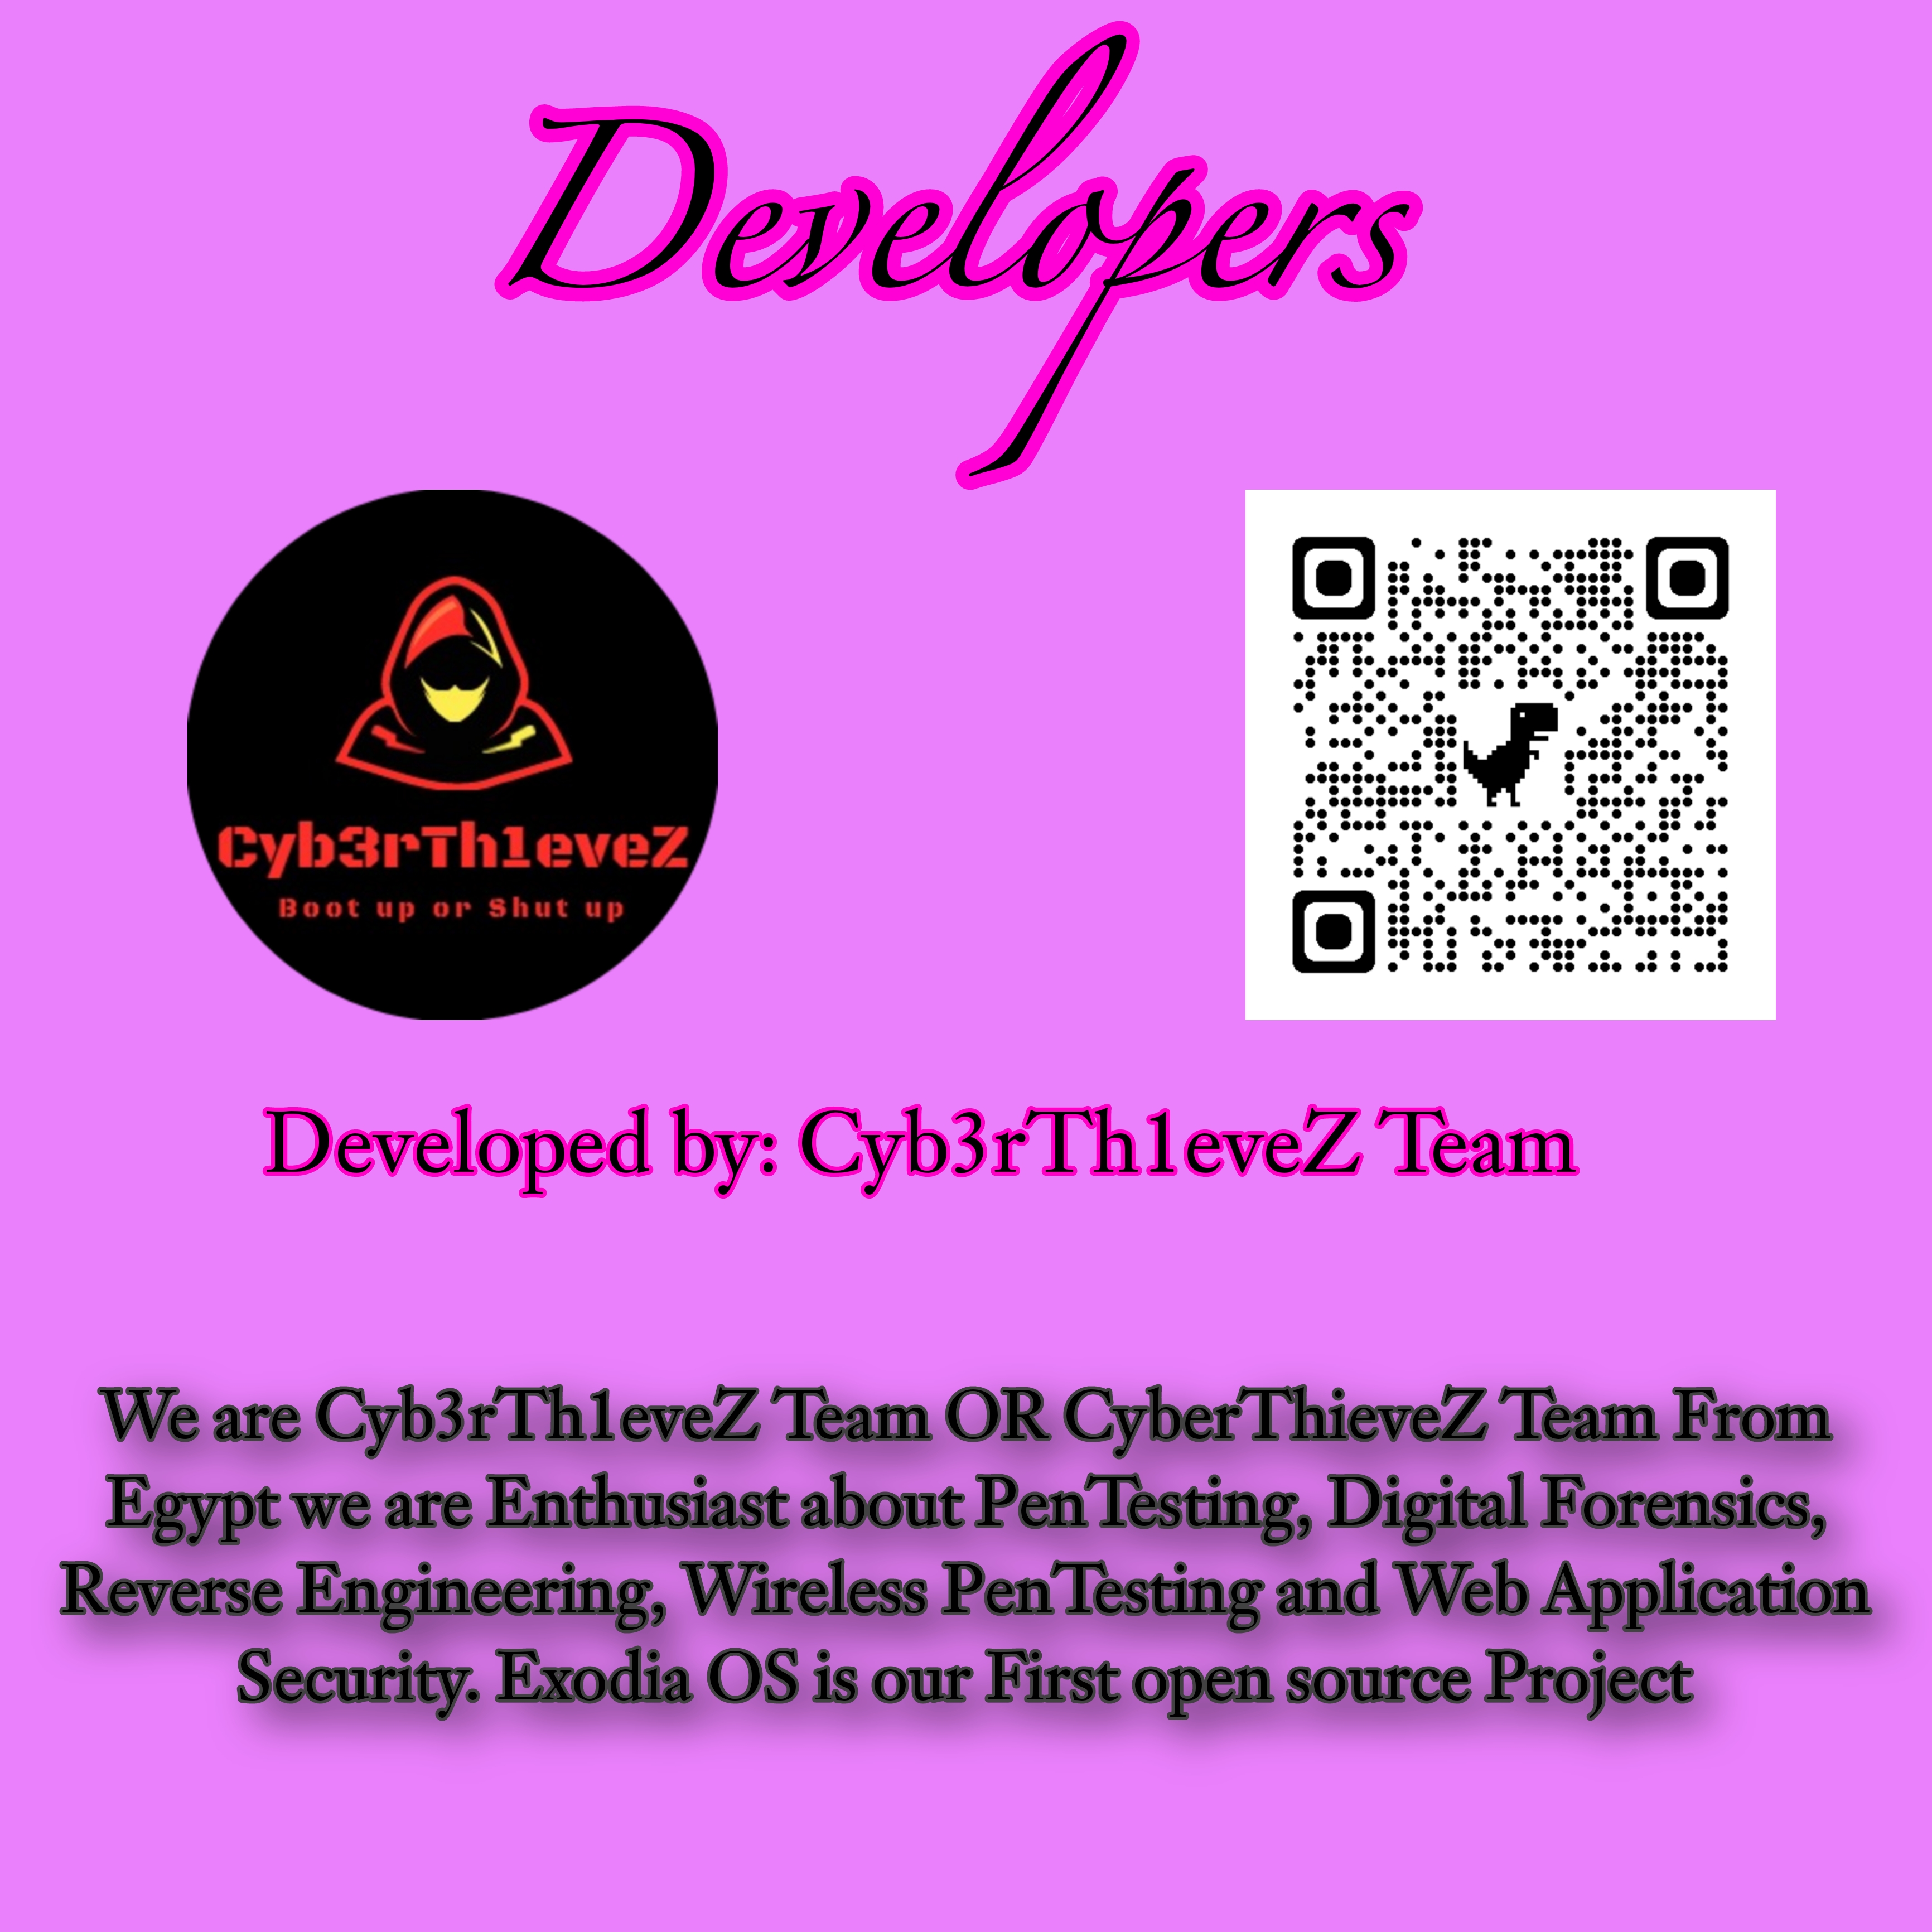 Developers
Cyb3rTh1eveZ
Boot up or Shut up
Developed by: Cyb3rTh1eveZ Team
We are Cyb3rTh1eveZ Team OR CyberThieveZ Team From
Egypt we are Enthusiast about PenTesting, Digital Forensics,
Reverse Engineering, Wireless PenTesting and Web Application
Security. Exodia OS is our First open source Project